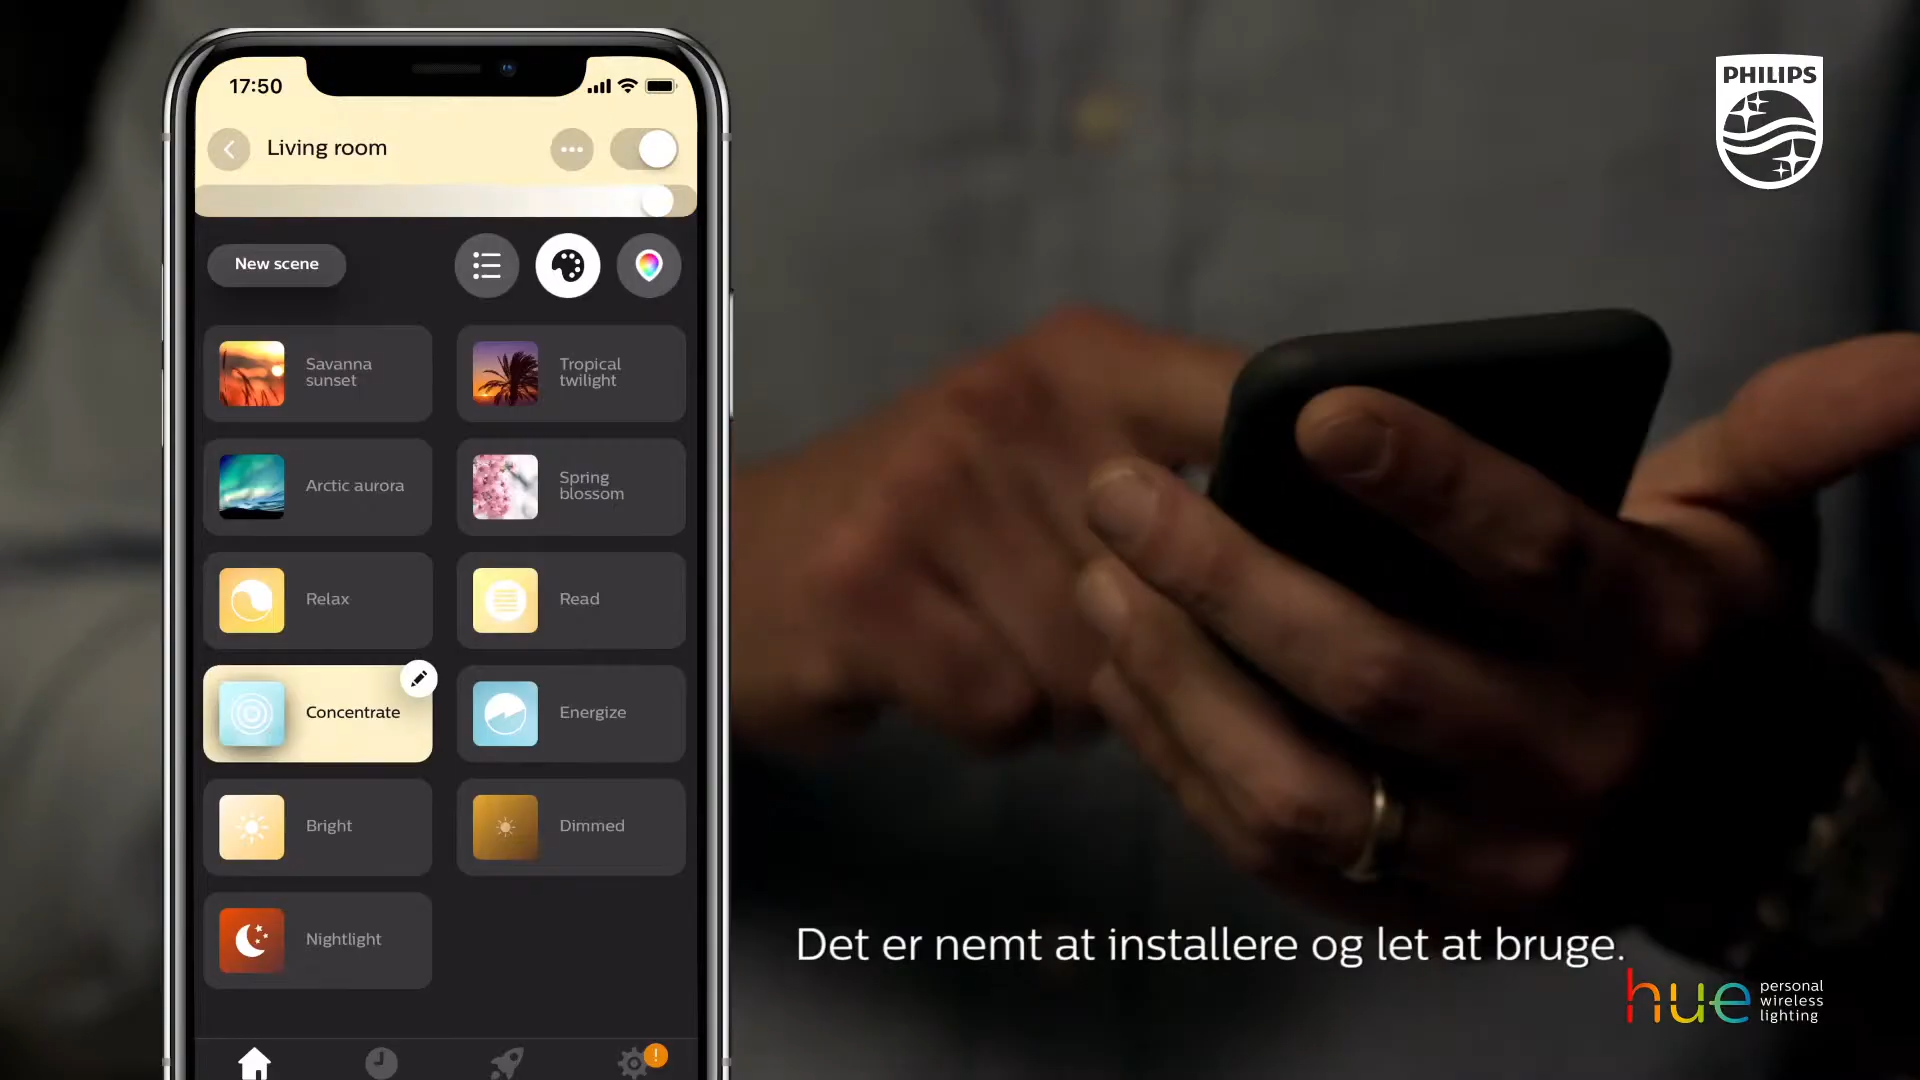 17:50
Living room
New scene
Savanna
sunset
Tropical
twilight
Arctic aurora
Spring
blossom
Relax
Read
Concentrate
Energize
Bright
Dimmed
Nightlight
PHILIPS
Det er nemt at installere og let at bruge.
hue
personal
wireless
lighting